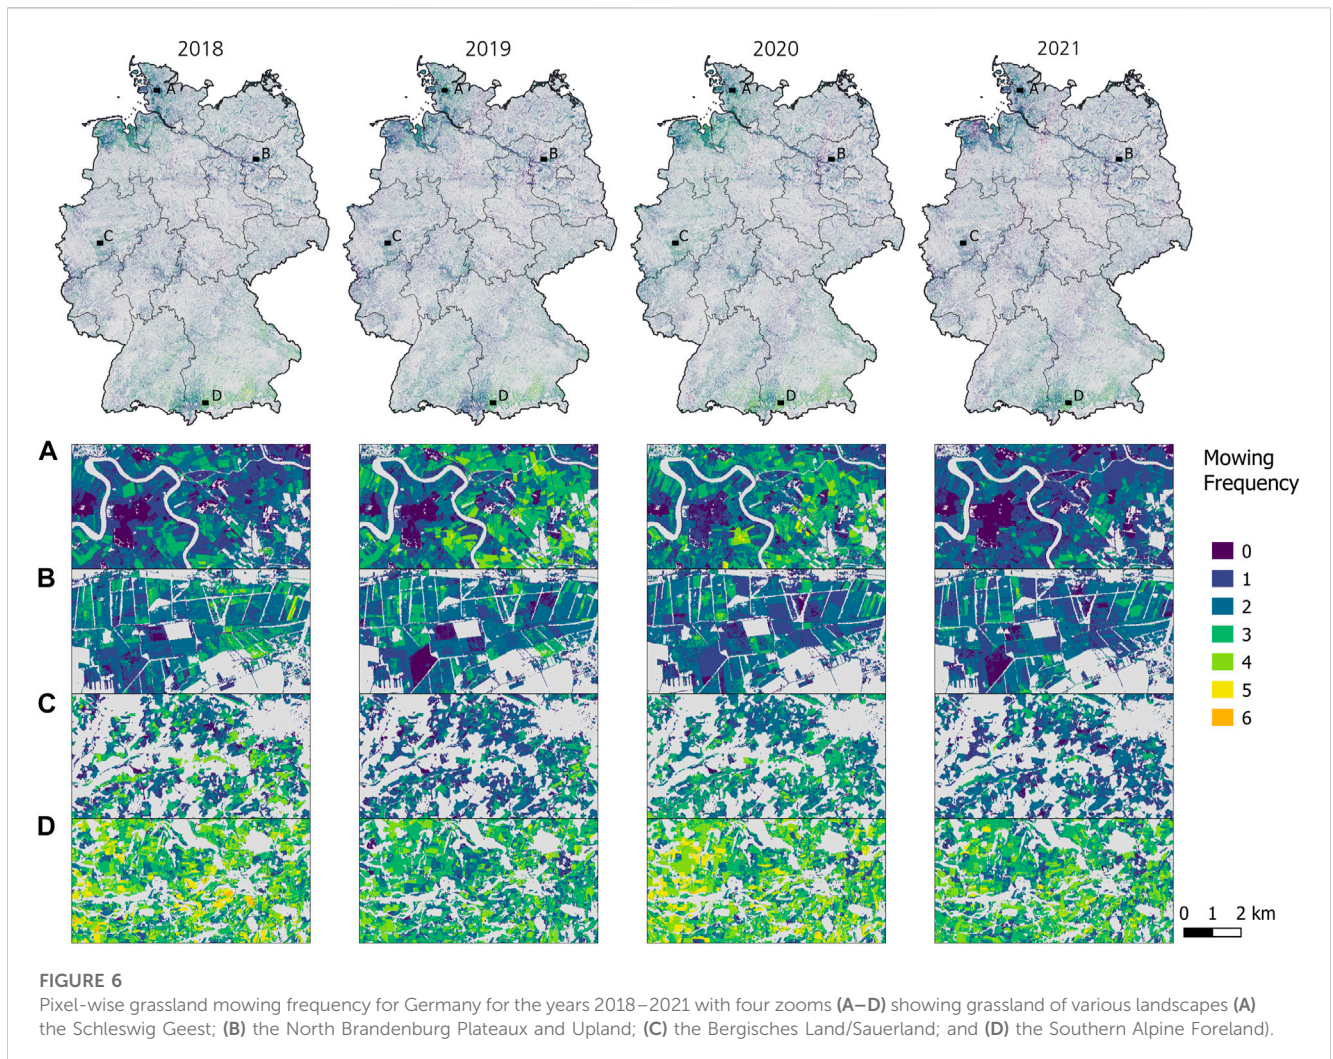 2018
2019
2020
2021
A
A
A
A
B
B
B
B
C
C
C
C
D
D
D
D
A
B
C
D
Mowing
Frequency
0
1
2
3
4
5
6
0 1 2 km
FIGURE 6
Pixel-wise grassland mowing frequency for Germany for the years 2018–2021 with four zooms (A–D) showing grassland of various landscapes (A)
the Schleswig Geest; (B) the North Brandenburg Plateaux and Upland; (C) the Bergisches Land/Sauerland; and (D) the Southern Alpine Foreland).